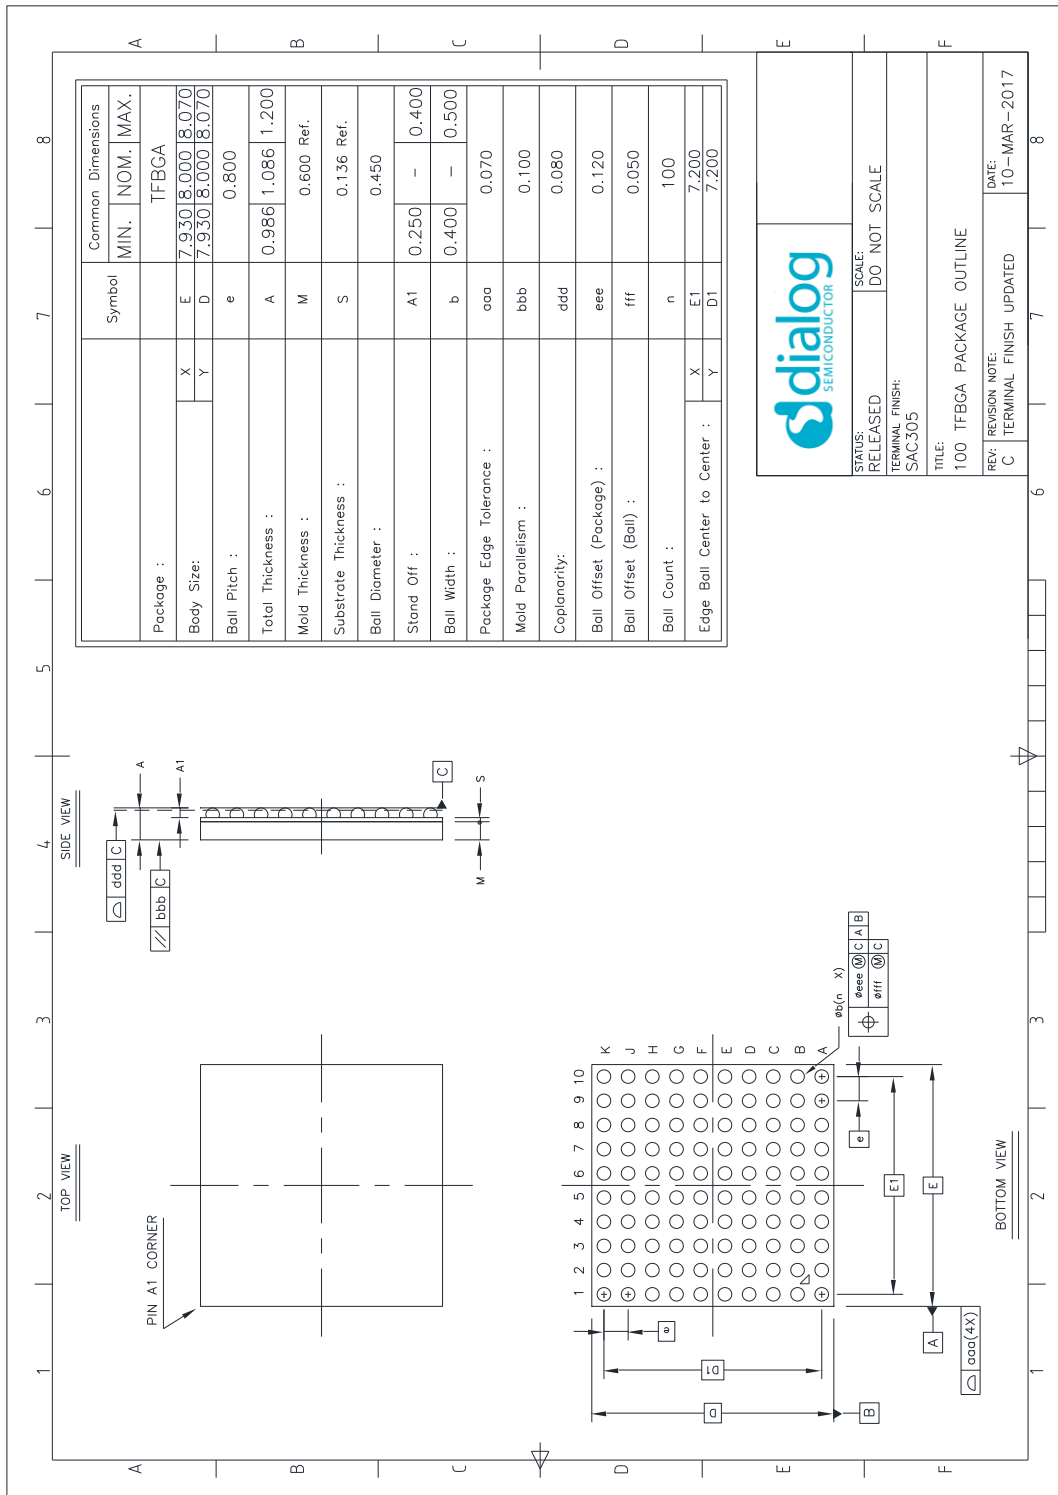 1 2 3 4 5 6 7 8
A
B
C
D
E
F
A
B
C
D
E
F
1 2 3 6 7 8
TOP VIEW
PIN A1 CORNER
SIDE VIEW
ddd C
// bbb C
A
A1
C
M S
BOTTOM VIEW
1 2 3 4 5 6 7 8 9 10
K
J
H
G
F
E
D
C
B
A
e
D1
D
B
e
E1
E
A
aaa(4X)
øb(n X)
øeee Ⓜ C A B
øfff Ⓜ C
Symbol Common Dimensions
MIN. NOM. MAX.
Package : TFBGA
Body Size: X E 7.930 8.000 8.070
Y D 7.930 8.000 8.070
Ball Pitch : e 0.800
Total Thickness : A 0.986 1.086 1.200
Mold Thickness : M 0.600 Ref.
Substrate Thickness : S 0.136 Ref.
Ball Diameter : 0.450
Stand Off : A1 0.250 – 0.400
Ball Width : b 0.400 – 0.500
Package Edge Tolerance : aaa 0.070
Mold Parallelism : bbb 0.100
Coplanarity: ddd 0.080
Ball Offset (Package) : eee 0.120
Ball Offset (Ball) : fff 0.050
Ball Count : n 100
Edge Ball Center to Center : X E1 7.200
Y D1 7.200
dialog
SEMICONDUCTOR
STATUS: SCALE:
RELEASED DO NOT SCALE
TERMINAL FINISH:
SAC305
TITLE:
100 TFBGA PACKAGE OUTLINE
REV: REVISION NOTE: DATE:
C TERMINAL FINISH UPDATED 10-MAR-2017